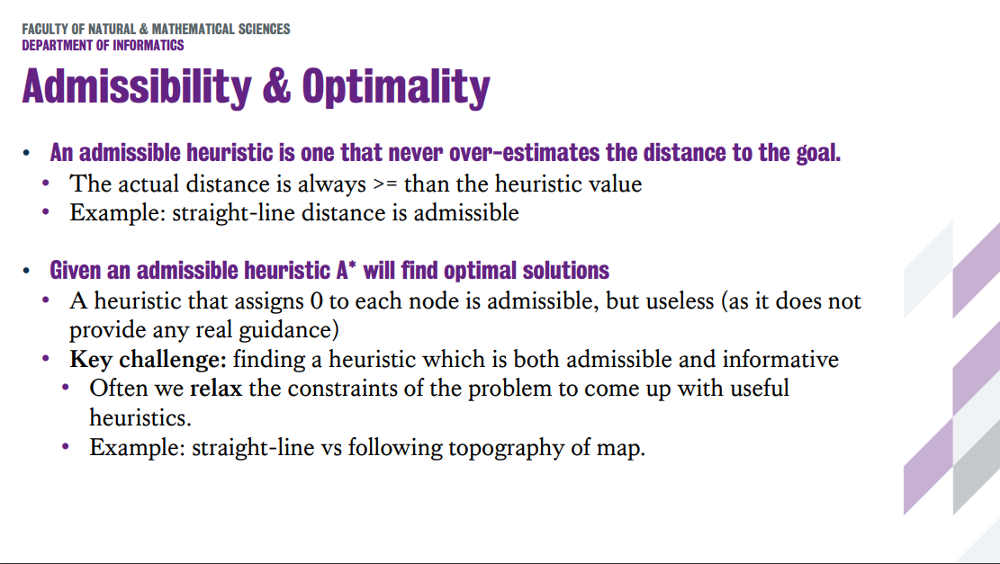 FACULTY OF NATURAL & MATHEMATICAL SCIENCES
DEPARTMENT OF INFORMATICS
Admissibility & Optimality
• An admissible heuristic is one that never over-estimates the distance to the goal.
• The actual distance is always >= than the heuristic value
• Example: straight-line distance is admissible
• Given an admissible heuristic A* will find optimal solutions
• A heuristic that assigns 0 to each node is admissible, but useless (as it does not
provide any real guidance)
• Key challenge: finding a heuristic which is both admissible and informative
• Often we relax the constraints of the problem to come up with useful
heuristics.
• Example: straight-line vs following topography of map.